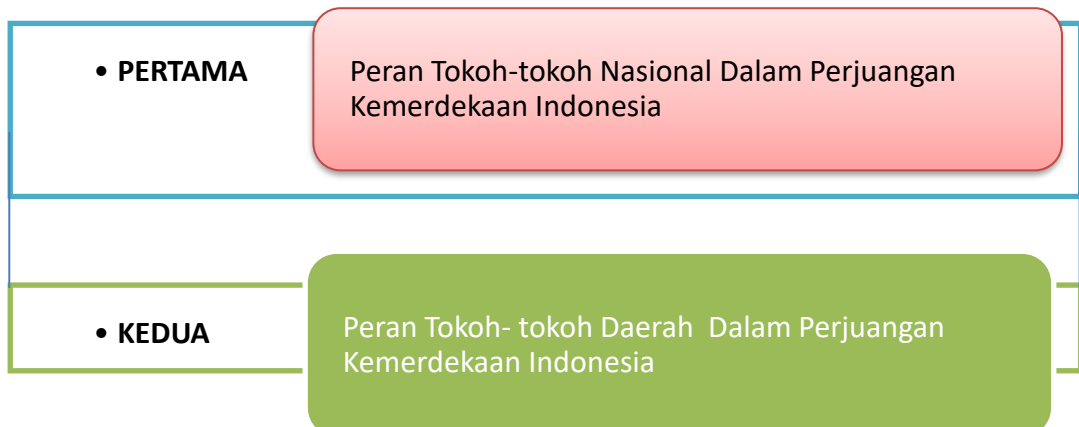 • PERTAMA
Peran Tokoh-tokoh Nasional Dalam Perjuangan
Kemerdekaan Indonesia
• KEDUA
Peran Tokoh- tokoh Daerah  Dalam Perjuangan
Kemerdekaan Indonesia